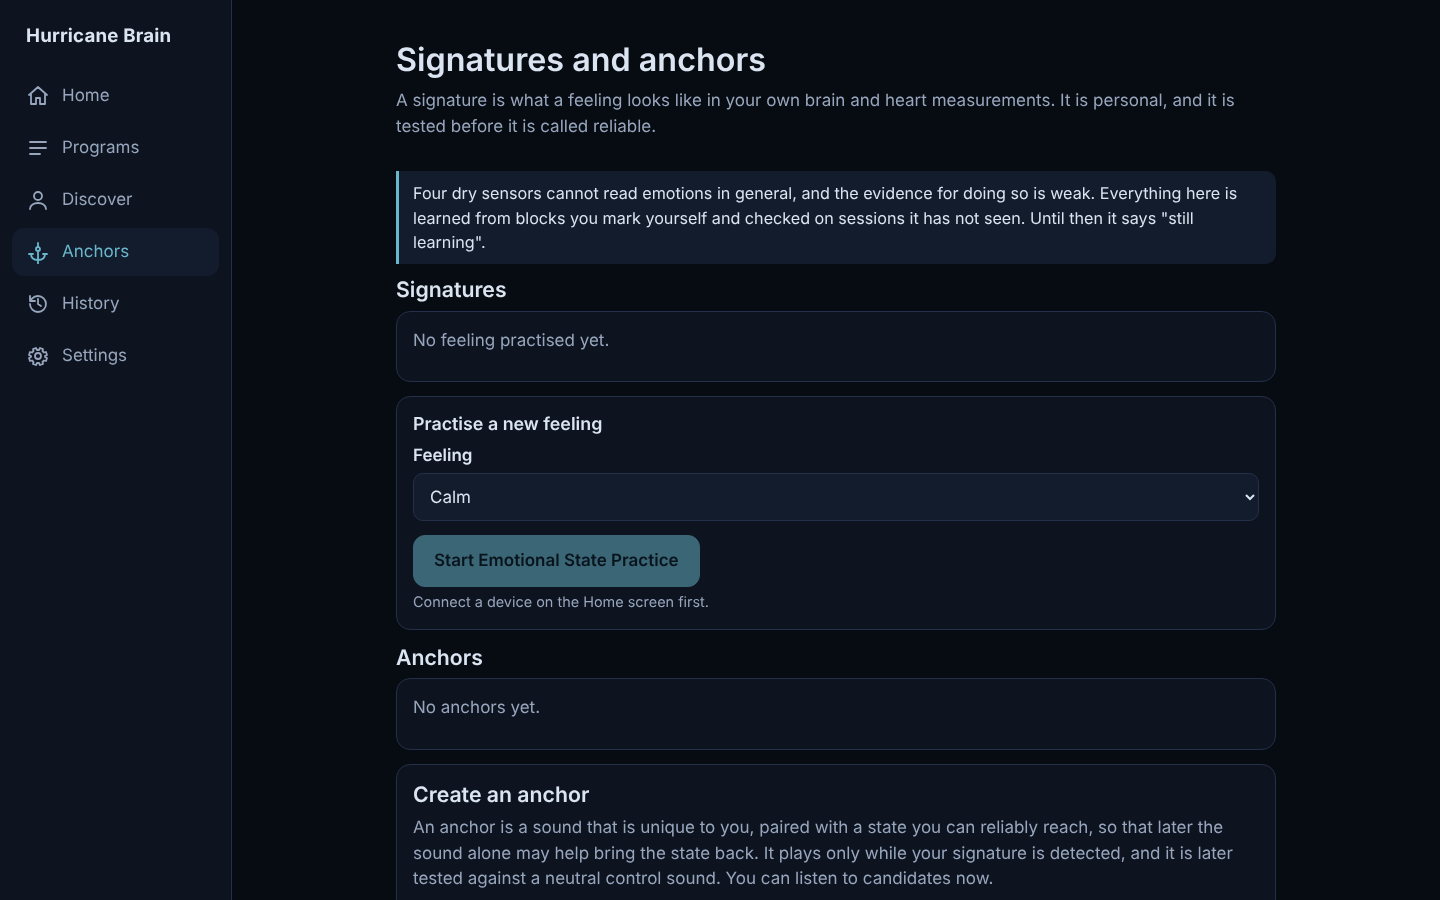 Hurricane Brain
Home
Programs
Discover
Anchors
History
Settings
Signatures and anchors
A signature is what a feeling looks like in your own brain and heart measurements. It is personal, and it is
tested before it is called reliable.
Four dry sensors cannot read emotions in general, and the evidence for doing so is weak. Everything here is
learned from blocks you mark yourself and checked on sessions it has not seen. Until then it says "still
learning".
Signatures
No feeling practised yet.
Practise a new feeling
Feeling
Calm
Start Emotional State Practice
Connect a device on the Home screen first.
Anchors
No anchors yet.
Create an anchor
An anchor is a sound that is unique to you, paired with a state you can reliably reach, so that later the
sound alone may help bring the state back. It plays only while your signature is detected, and it is later
tested against a neutral control sound. You can listen to candidates now.